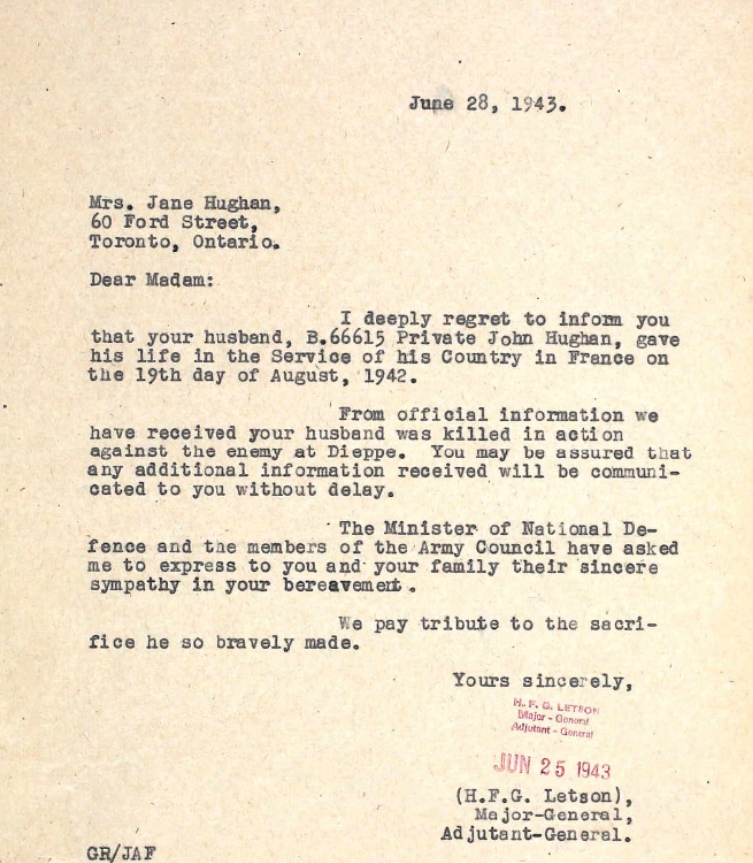 June 28, 1943.
Mrs. Jane Hughan,
60 Ford Street,
Toronto, Ontario.
Dear Madam:
I deeply regret to inform you
that your husband, B.66615 Private John Hughan, gave
his life in the Service of his Country in France on
the 19th day of August, 1942.
From official information we
have received your husband was killed in action
against the enemy at Dieppe. You may be assured that
any additional information received will be communi-
cated to you without delay.
The Minister of National De-
fence and the members of the Army Council have asked
me to express to you and your family their sincere
sympathy in your bereavement.
We pay tribute to the sacri-
fice he so bravely made.
Yours sincerely,
H. F. G. LETSON
Major - General
Adjutant - General
JUN 25 1943
(H.F.G. Letson),
Major-General,
Adjutant-General.
GR/JAF